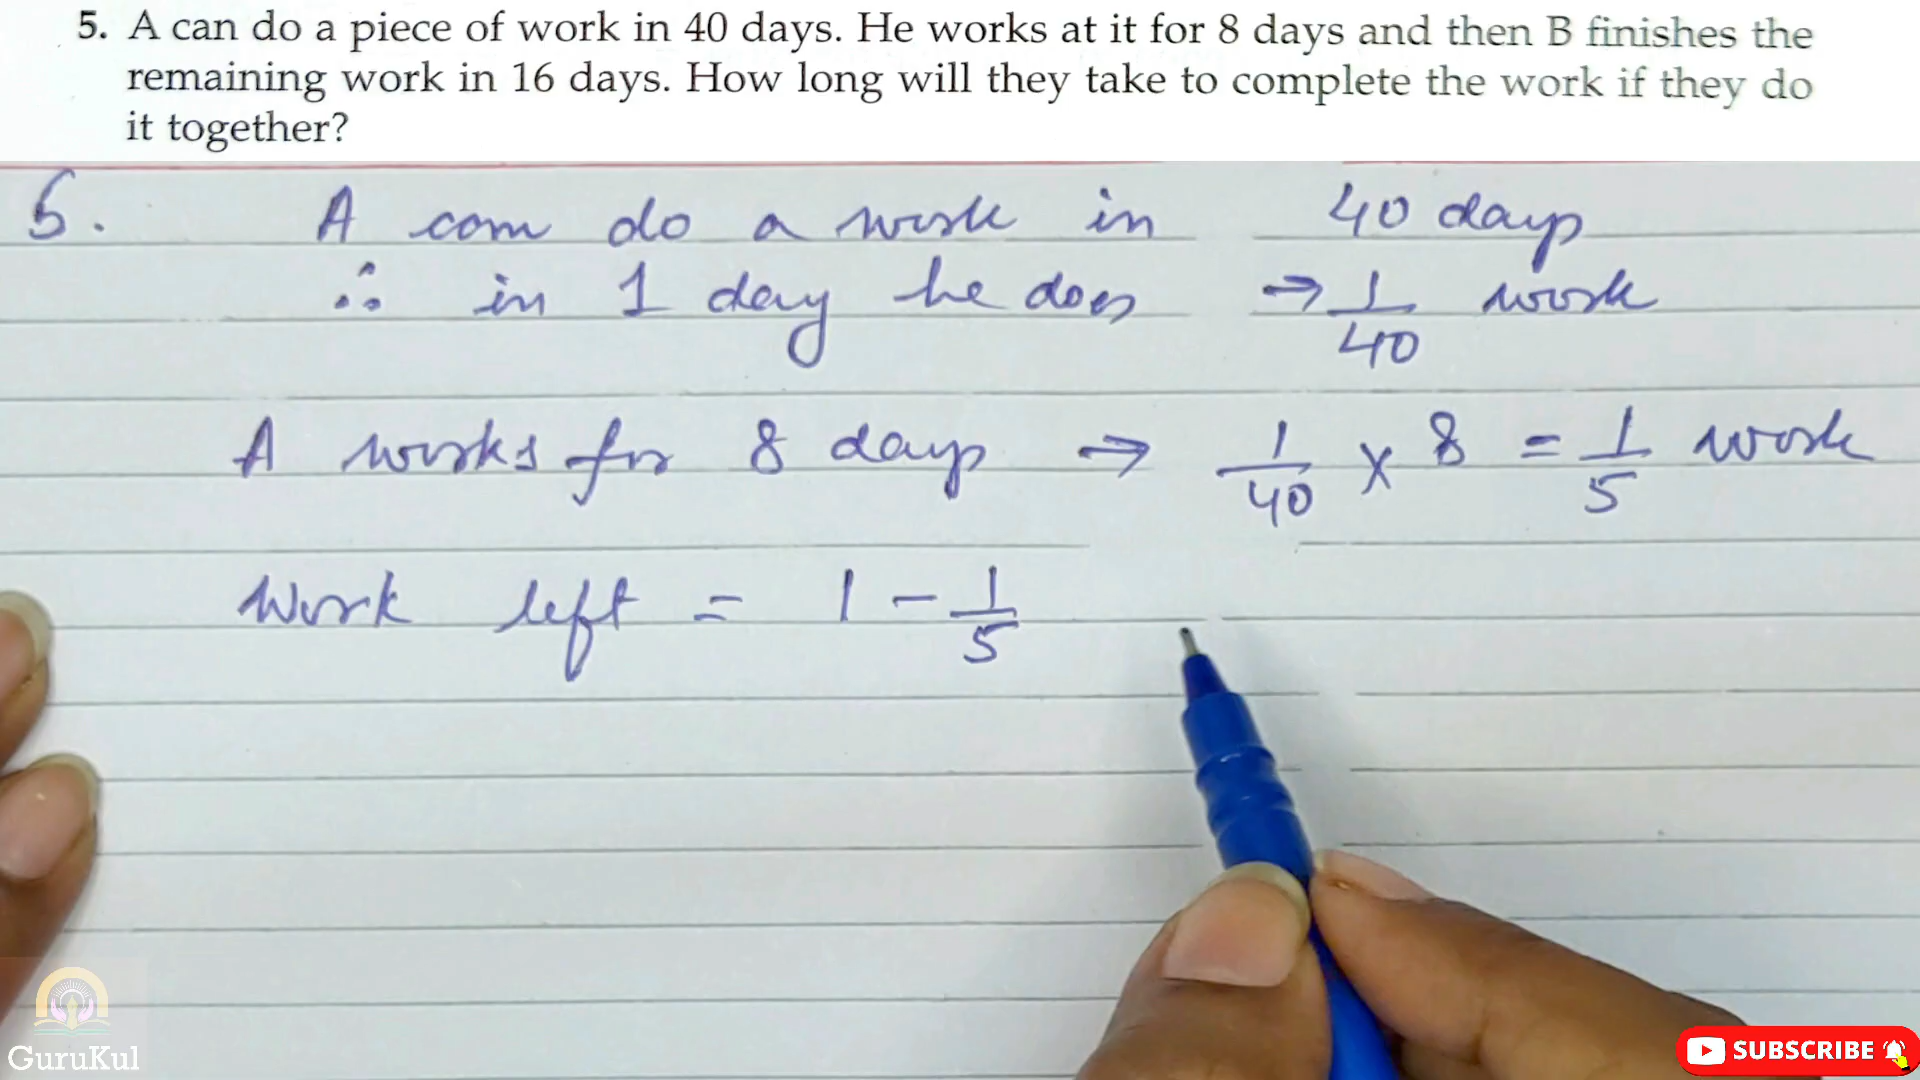 5. A can do a piece of work in 40 days. He works at it for 8 days and then B finishes the
remaining work in 16 days. How long will they take to complete the work if they do
it together?
5. A can do a work in 40 days
∴ in 1 day he does → 1/40 work
A works for 8 days → 1/40 × 8 = 1/5 work
Work left = 1 - 1/5
GuruKul
SUBSCRIBE